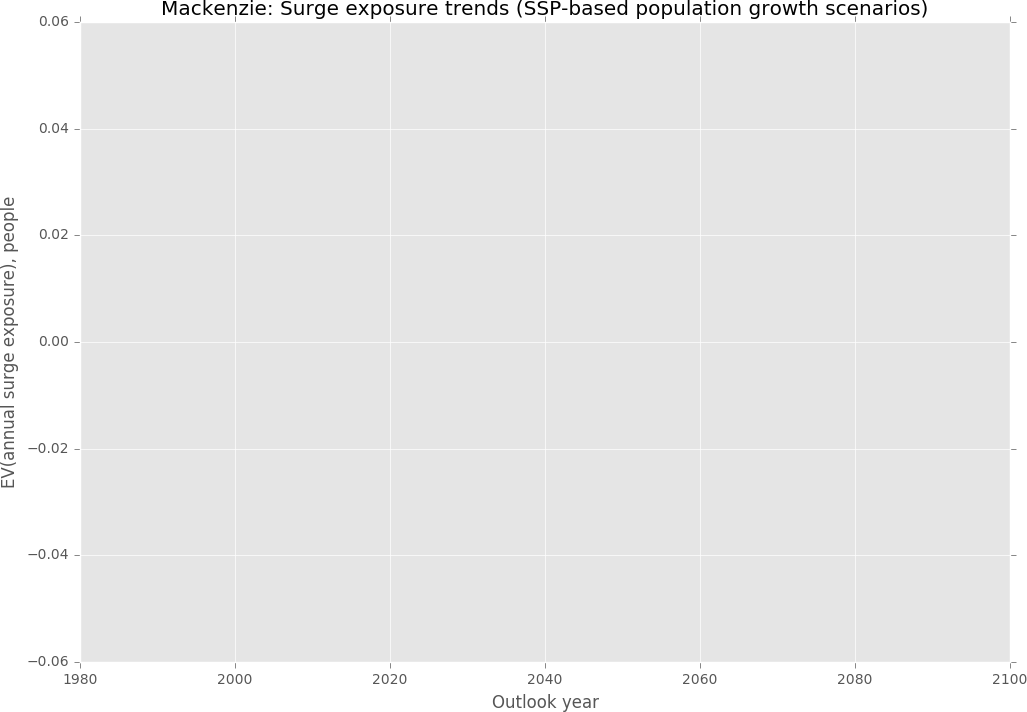 Mackenzie: Surge exposure trends (SSP-based population growth scenarios)
0.06
0.04
0.02
0.00
−0.02
−0.04
−0.06
EV(annual surge exposure), people
1980 2000 2020 2040 2060 2080 2100
Outlook year